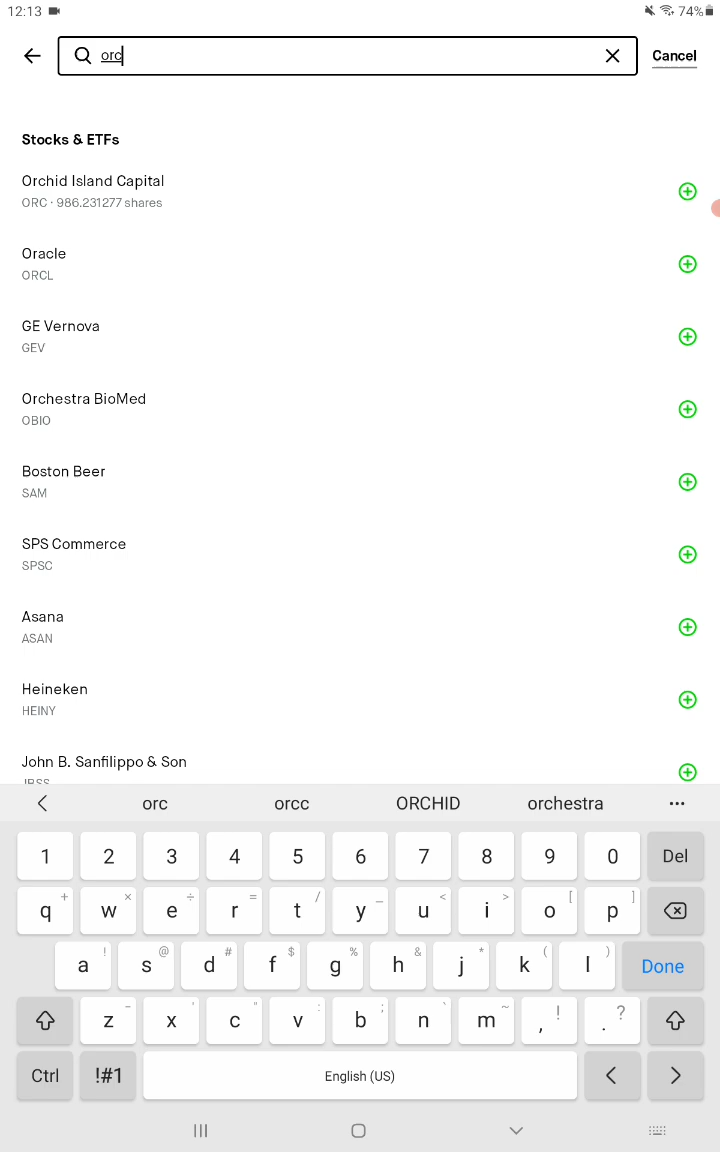 12:13
74%
orc
Cancel
Stocks & ETFs
Orchid Island Capital
ORC · 986.231277 shares
Oracle
ORCL
GE Vernova
GEV
Orchestra BioMed
OBIO
Boston Beer
SAM
SPS Commerce
SPSC
Asana
ASAN
Heineken
HEINY
John B. Sanfilippo & Son
JBSS
orc orcc ORCHID orchestra ...
1 2 3 4 5 6 7 8 9 0 Del
+ × ÷ = / _ < > [ ]
q w e r t y u i o p
! @ # $ % & * ( )
a s d f g h j k l Done
- ' " : ; ` ~ ! ?
z x c v b n m , .
Ctrl !#1 English (US) < >